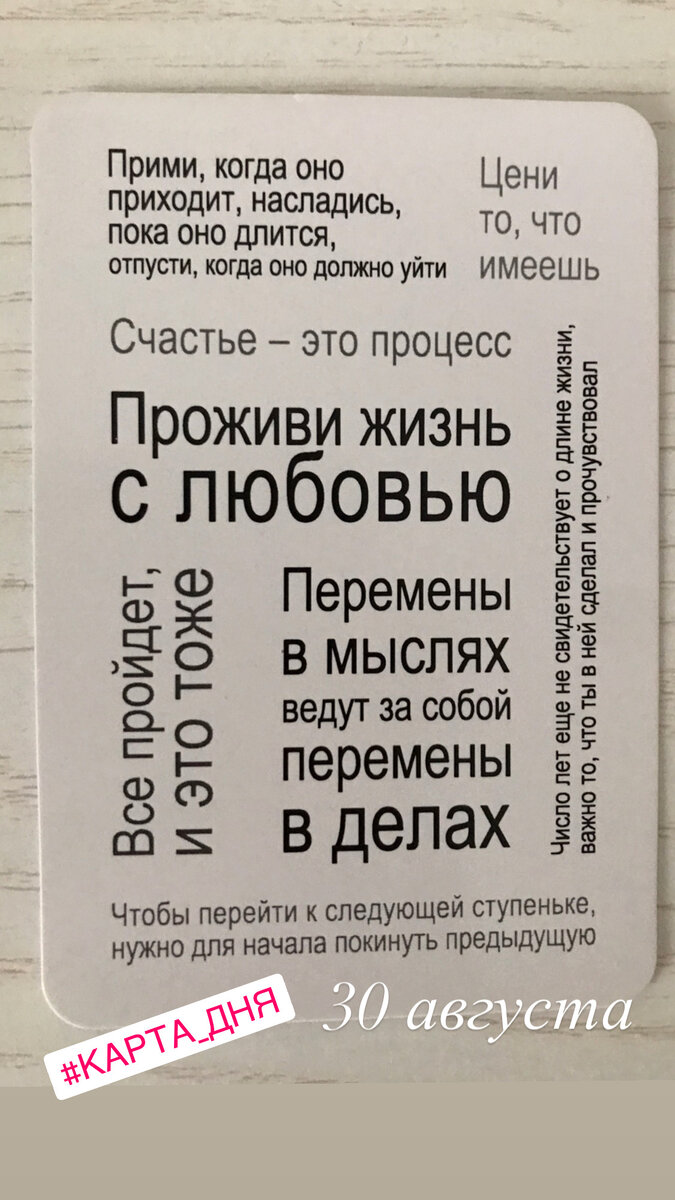 Прими, когда оно
приходит, насладись,
пока оно длится,
отпусти, когда оно должно уйти
Цени
то, что
имеешь
Счастье – это процесс
Проживи жизнь
с любовью
Все пройдет,
и это тоже
Перемены
в мыслях
ведут за собой
перемены
в делах
Число лет еще не свидетельствует о длине жизни,
важно то, что ты в ней сделал и прочувствовал
Чтобы перейти к следующей ступеньке,
нужно для начала покинуть предыдущую
#КАРТА_ДНЯ
30 августа